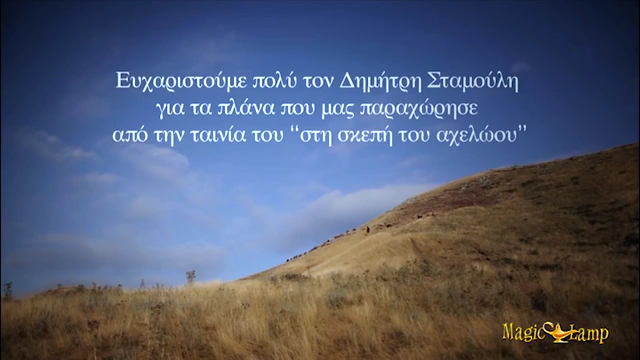 Ευχαριστούμε πολύ τον Δημήτρη Σταμούλη
για τα πλάνα που μας παραχώρησε
από την ταινία του “στη σκεπή του αχελώου”
Magic Lamp